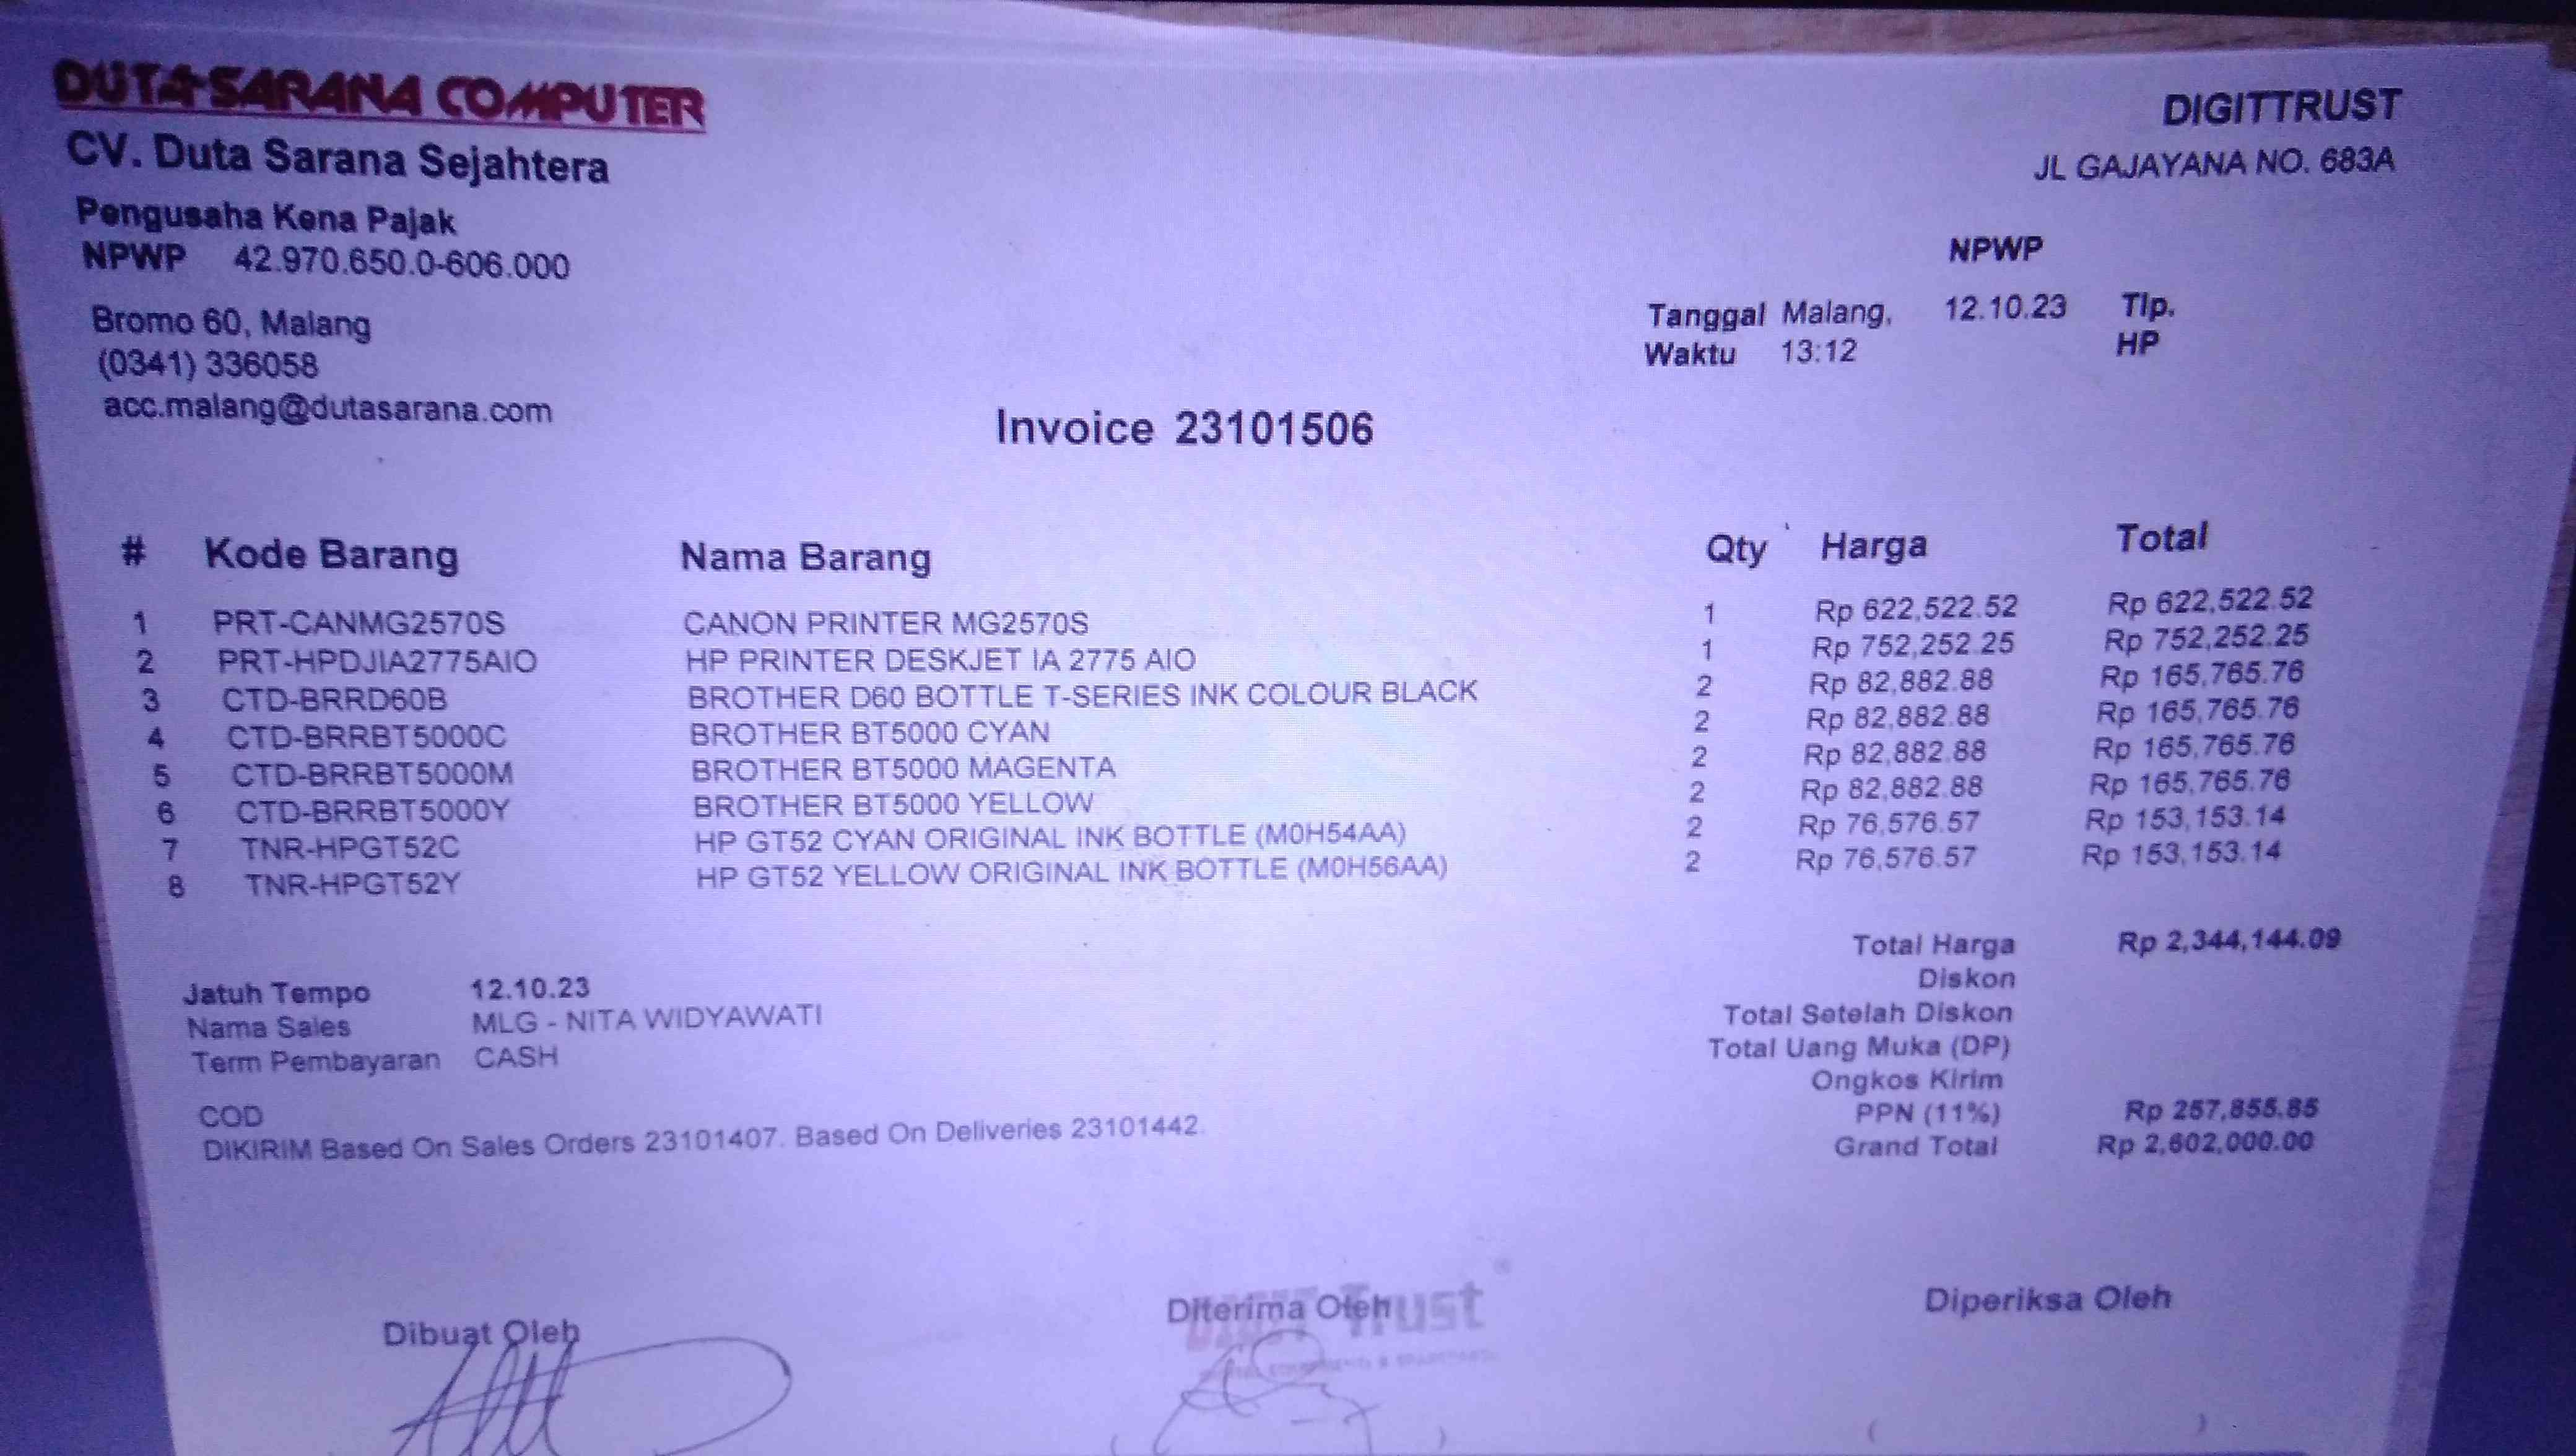 DUTA SARANA COMPUTER
CV. Duta Sarana Sejahtera
Pengusaha Kena Pajak
NPWP 42.970.650.0-606.000
Bromo 60, Malang
(0341) 336058
acc.malang@dutasarana.com
DIGITTRUST
JL GAJAYANA NO. 683A
NPWP
Tanggal Malang, 12.10.23 Tlp.
Waktu 13:12 HP
Invoice 23101506
# Kode Barang Nama Barang Qty Harga Total
1 PRT-CANMG2570S CANON PRINTER MG2570S 1 Rp 622,522.52 Rp 622,522.52
2 PRT-HPDJIA2775AIO HP PRINTER DESKJET IA 2775 AIO 1 Rp 752,252.25 Rp 752,252.25
3 CTD-BRRD60B BROTHER D60 BOTTLE T-SERIES INK COLOUR BLACK 2 Rp 82,882.88 Rp 165,765.76
4 CTD-BRRBT5000C BROTHER BT5000 CYAN 2 Rp 82,882.88 Rp 165,765.76
5 CTD-BRRBT5000M BROTHER BT5000 MAGENTA 2 Rp 82,882.88 Rp 165,765.76
6 CTD-BRRBT5000Y BROTHER BT5000 YELLOW 2 Rp 82,882.88 Rp 165,765.76
7 TNR-HPGT52C HP GT52 CYAN ORIGINAL INK BOTTLE (M0H54AA) 2 Rp 76,576.57 Rp 153,153.14
8 TNR-HPGT52Y HP GT52 YELLOW ORIGINAL INK BOTTLE (M0H56AA) 2 Rp 76,576.57 Rp 153,153.14
Total Harga Rp 2,344,144.09
Diskon
Total Setelah Diskon
Total Uang Muka (DP)
Ongkos Kirim
PPN (11%) Rp 257,855.85
Grand Total Rp 2,602,000.00
Jatuh Tempo 12.10.23
Nama Sales MLG - NITA WIDYAWATI
Term Pembayaran CASH
COD
DIKIRIM Based On Sales Orders 23101407. Based On Deliveries 23101442.
Dibuat Oleh
Diterima Oleh
Trust
Diperiksa Oleh